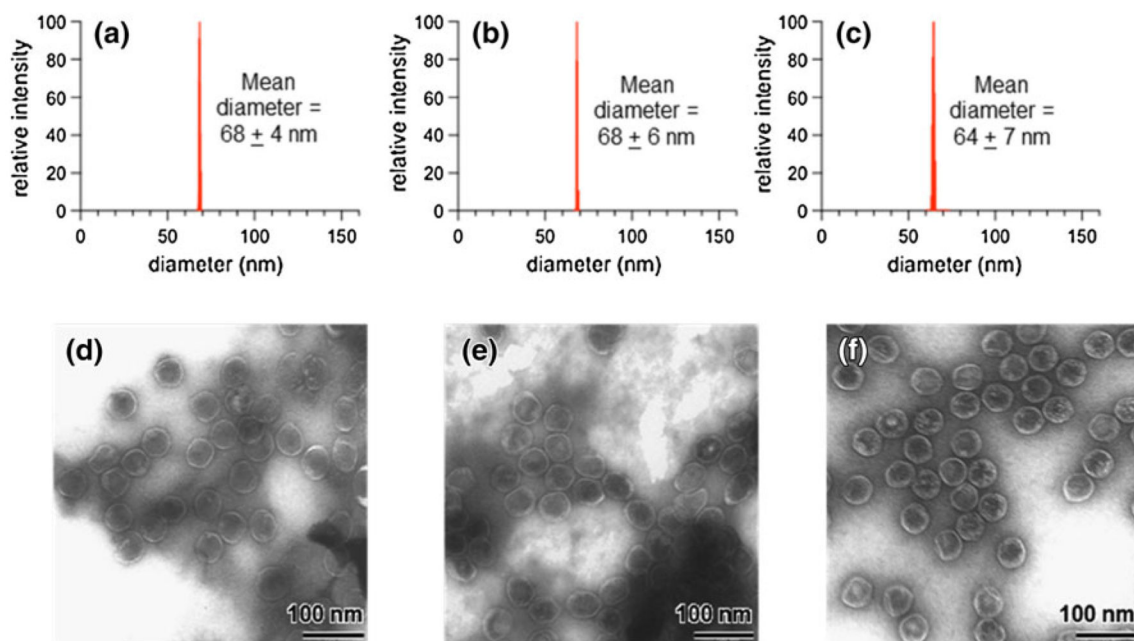 (a)
100
80
60
40
20
0
relative intensity
Mean
diameter =
68 ± 4 nm
0 50 100 150
diameter (nm)
(b)
100
80
60
40
20
0
relative intensity
Mean
diameter =
68 ± 6 nm
0 50 100 150
diameter (nm)
(c)
100
80
60
40
20
0
relative intensity
Mean
diameter =
64 ± 7 nm
0 50 100 150
diameter (nm)
(d)
100 nm
(e)
100 nm
(f)
100 nm